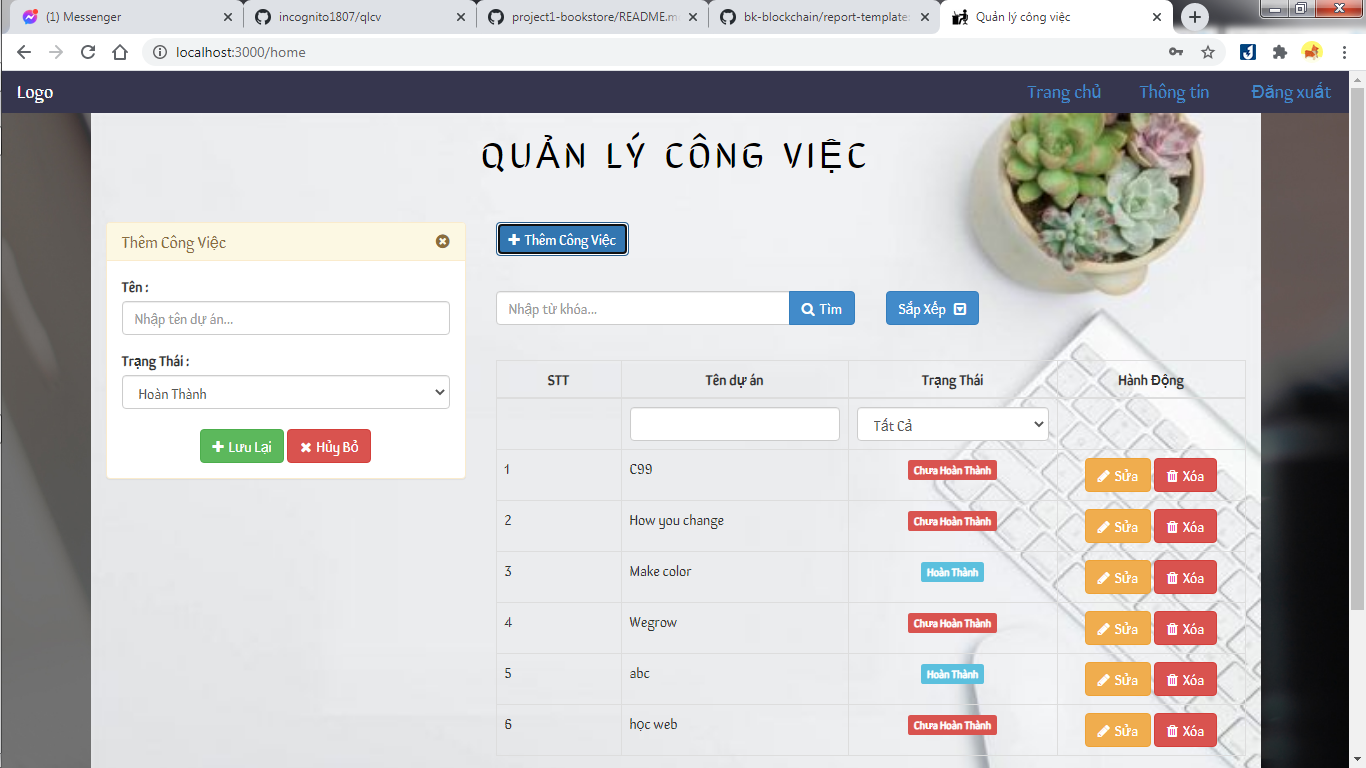 (1) Messenger
incognito1807/qlcv
project1-bookstore/README.m
bk-blockchain/report-template
Quản lý công việc
localhost:3000/home
Logo
Trang chủ
Thông tin
Đăng xuất
QUẢN LÝ CÔNG VIỆC
Thêm Công Việc
Tên :
Nhập tên dự án...
Trạng Thái :
Hoàn Thành
Lưu Lại
Hủy Bỏ
Thêm Công Việc
Nhập từ khóa...
Tìm
Sắp Xếp
STT Tên dự án Trạng Thái Hành Động
Tất Cả
1 C99 Chưa Hoàn Thành Sửa Xóa
2 How you change Chưa Hoàn Thành Sửa Xóa
3 Make color Hoàn Thành Sửa Xóa
4 Wegrow Chưa Hoàn Thành Sửa Xóa
5 abc Hoàn Thành Sửa Xóa
6 học web Chưa Hoàn Thành Sửa Xóa